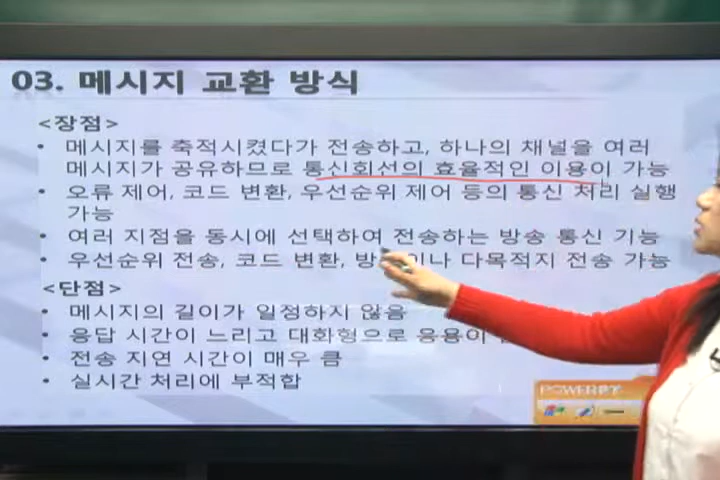 03. 메시지 교환 방식
<장점>
• 메시지를 축적시켰다가 전송하고, 하나의 채널을 여러
메시지가 공유하므로 통신회선의 효율적인 이용이 가능
• 오류 제어, 코드 변환, 우선순위 제어 등의 통신 처리 실행
가능
• 여러 지점을 동시에 선택하여 전송하는 방송 통신 기능
• 우선순위 전송, 코드 변환, 다목적지 전송 가능
<단점>
• 메시지의 길이가 일정하지 않음
• 응답 시간이 느리고 대화형으로 응용이
• 전송 지연 시간이 매우 큼
• 실시간 처리에 부적합